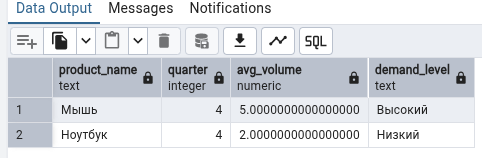 Data Output Messages Notifications
SQL
product_name quarter avg_volume demand_level
text integer numeric text
1 Мышь 4 5.0000000000000000 Высокий
2 Ноутбук 4 2.0000000000000000 Низкий